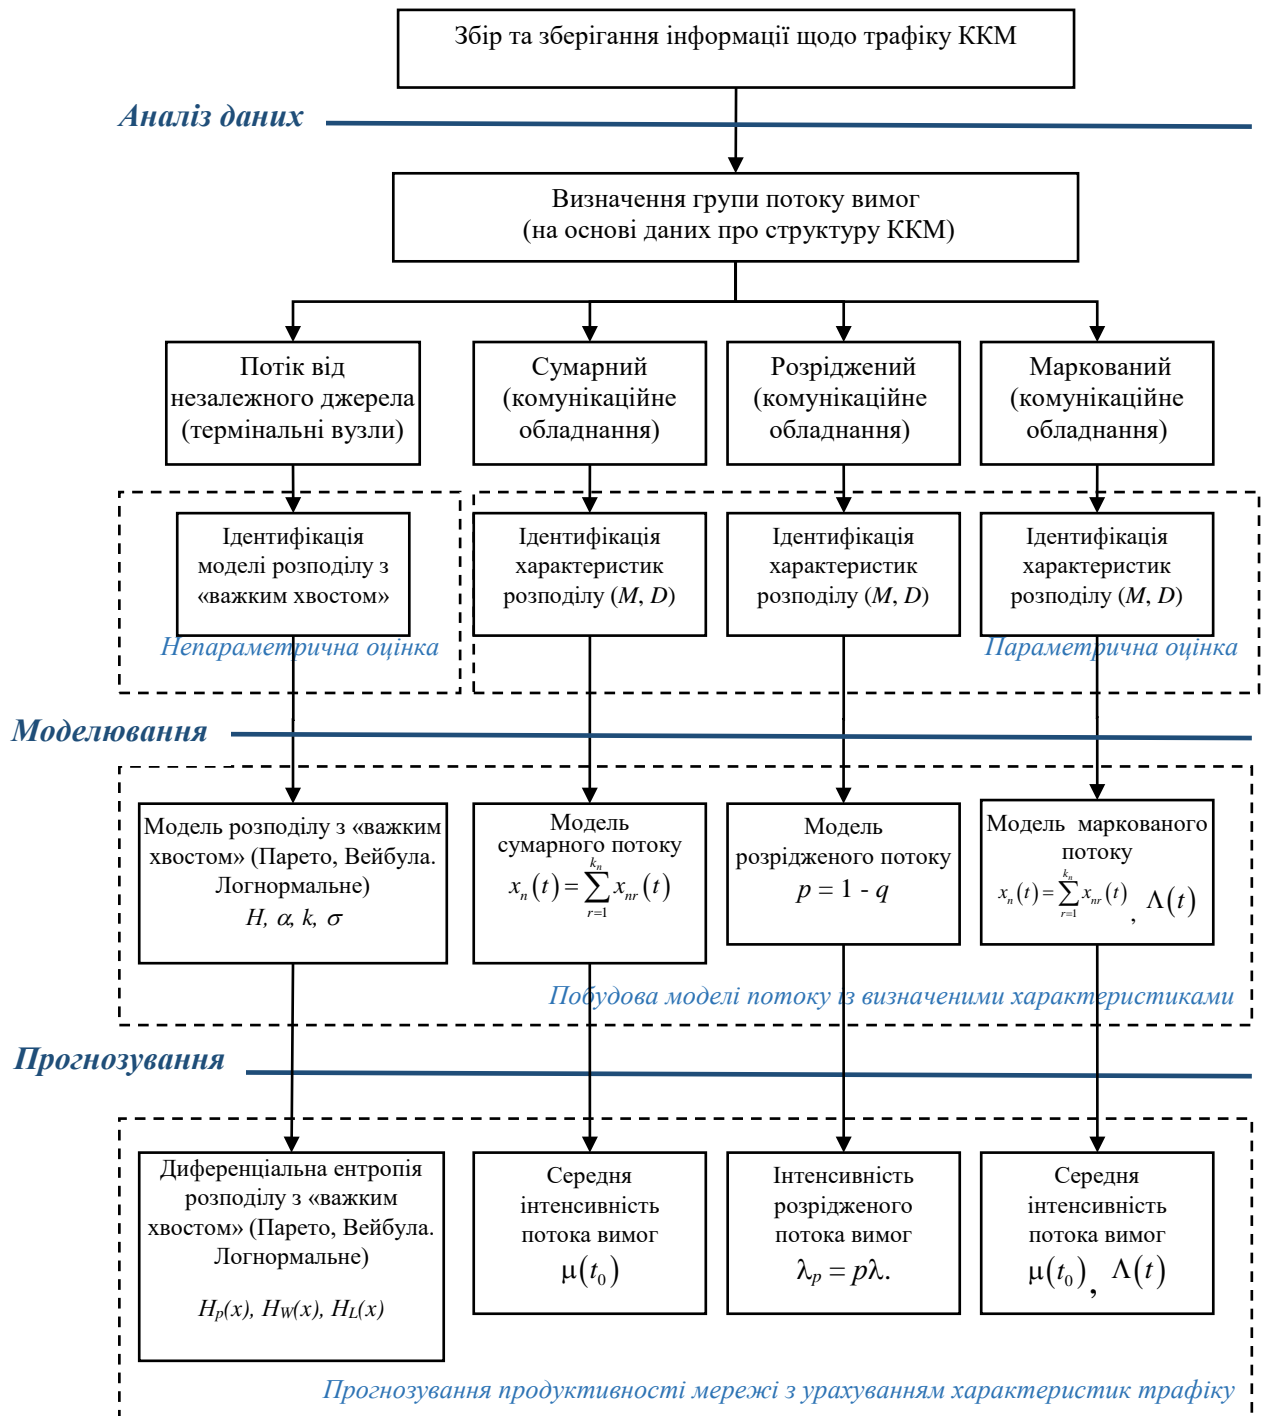 Збір та зберігання інформації щодо трафіку ККМ
Аналіз даних
Визначення групи потоку вимог
(на основі даних про структуру ККМ)
Потік від
незалежного джерела
(термінальні вузли)
Сумарний
(комунікаційне
обладнання)
Розріджений
(комунікаційне
обладнання)
Маркований
(комунікаційне
обладнання)
Ідентифікація
моделі розподілу з
«важким хвостом»
Ідентифікація
характеристик
розподілу (M, D)
Ідентифікація
характеристик
розподілу (M, D)
Ідентифікація
характеристик
розподілу (M, D)
Непараметрична оцінка
Параметрична оцінка
Моделювання
Модель розподілу з «важким
хвостом» (Парето, Вейбула.
Логнормальне)
H, α, k, σ
Модель
сумарного потоку
x_n(t) = ∑_{r=1}^{k_n} x_{nr}(t)
Модель
розрідженого потоку
p = 1 - q
Модель маркованого
потоку
x_n(t) = ∑_{r=1}^{k_n} x_{nr}(t) , Λ(t)
Побудова моделі потоку із визначеними характеристиками
Прогнозування
Диференціальна ентропія
розподілу з «важким
хвостом» (Парето, Вейбула.
Логнормальне)
H_p(x), H_W(x), H_L(x)
Середня
інтенсивність
потока вимог
μ(t_0)
Інтенсивність
розрідженого
потока вимог
λ_p = pλ.
Середня
інтенсивність
потока вимог
μ(t_0), Λ(t)
Прогнозування продуктивності мережі з урахуванням характеристик трафіку